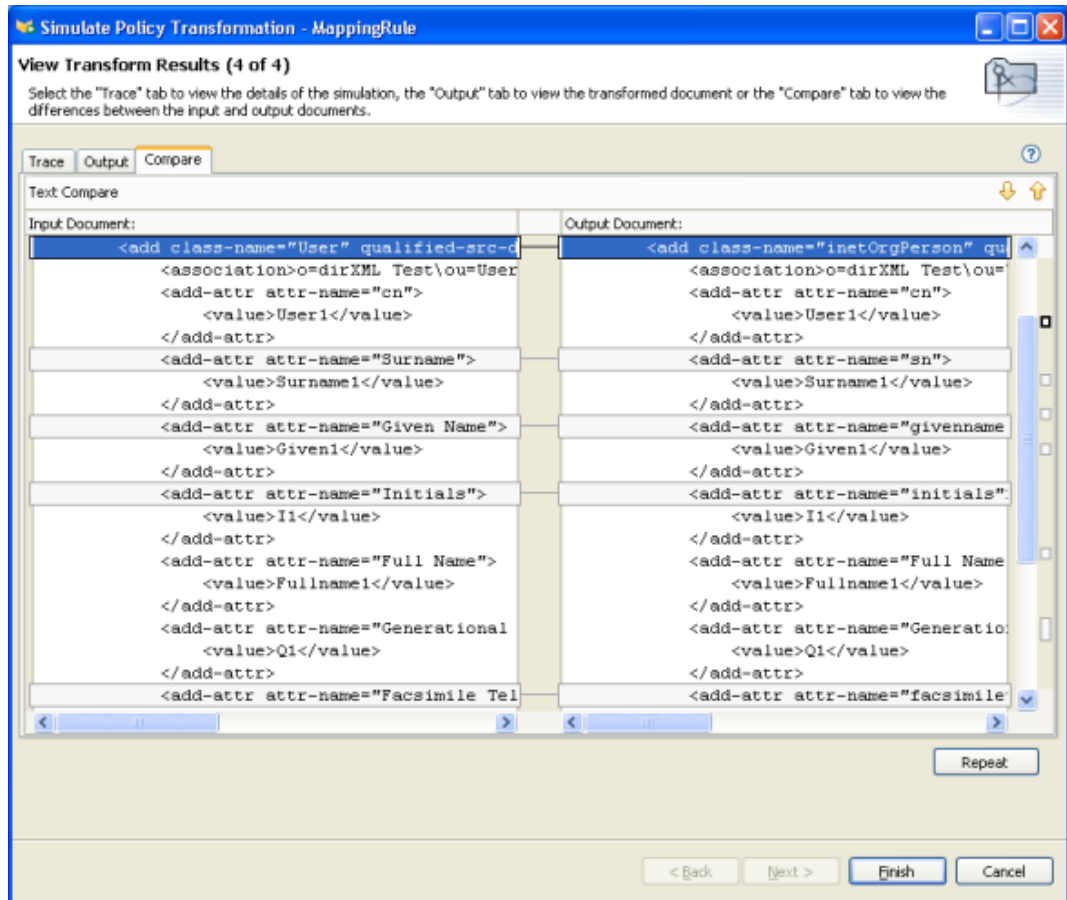 Simulate Policy Transformation - MappingRule
View Transform Results (4 of 4)
Select the "Trace" tab to view the details of the simulation, the "Output" tab to view the transformed document or the "Compare" tab to view the
differences between the input and output documents.
Trace Output Compare
Text Compare
Input Document:
<add class-name="User" qualified-src-d
<association>o=dirXML Test\ou=User
<add-attr attr-name="cn">
<value>User1</value>
</add-attr>
<add-attr attr-name="Surname">
<value>Surname1</value>
</add-attr>
<add-attr attr-name="Given Name">
<value>Given1</value>
</add-attr>
<add-attr attr-name="Initials">
<value>I1</value>
</add-attr>
<add-attr attr-name="Full Name">
<value>Fullname1</value>
</add-attr>
<add-attr attr-name="Generational
<value>Q1</value>
</add-attr>
<add-attr attr-name="Facsimile Tel
Output Document:
<add class-name="inetOrgPerson" qua
<association>o=dirXML Test\ou=
<add-attr attr-name="cn">
<value>User1</value>
</add-attr>
<add-attr attr-name="sn">
<value>Surname1</value>
</add-attr>
<add-attr attr-name="givenname
<value>Given1</value>
</add-attr>
<add-attr attr-name="initials"
<value>I1</value>
</add-attr>
<add-attr attr-name="Full Name
<value>Fullname1</value>
</add-attr>
<add-attr attr-name="Generatio
<value>Q1</value>
</add-attr>
<add-attr attr-name="facsimile
Repeat
< Back Next > Finish Cancel